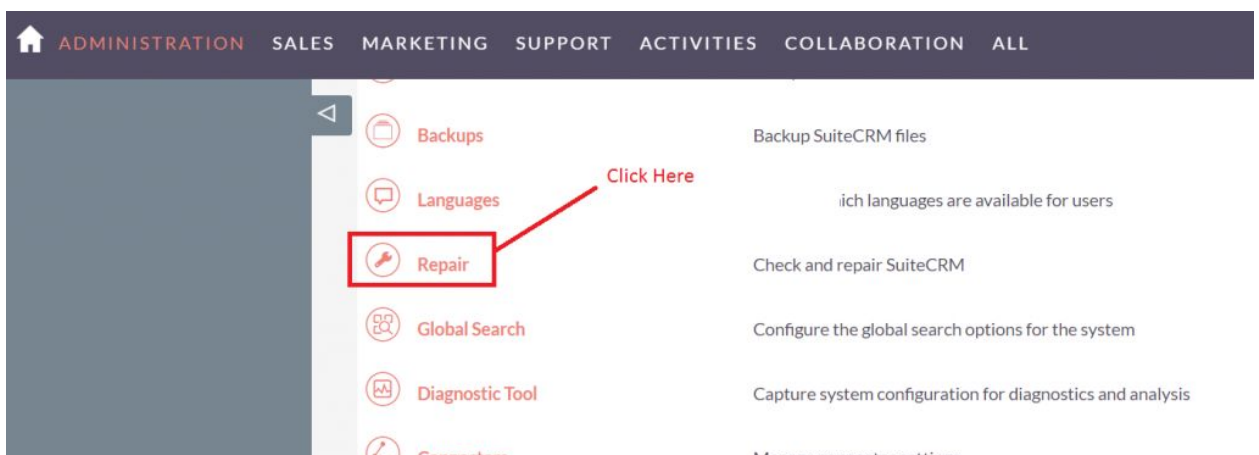 ADMINISTRATION SALES MARKETING SUPPORT ACTIVITIES COLLABORATION ALL
Backups Backup SuiteCRM files
Click Here
Languages languages are available for users
Repair Check and repair SuiteCRM
Global Search Configure the global search options for the system
Diagnostic Tool Capture system configuration for diagnostics and analysis